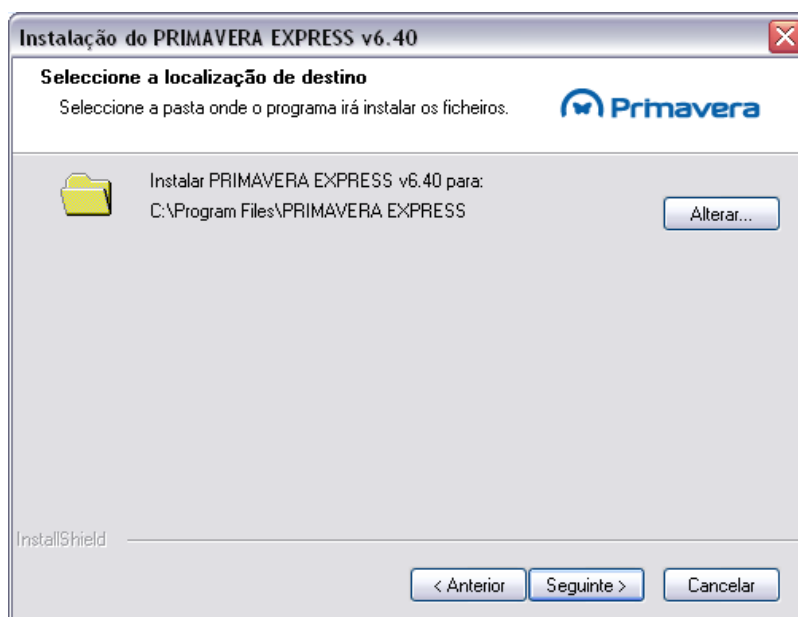 Instalação do PRIMAVERA EXPRESS v6.40
Seleccione a localização de destino
Seleccione a pasta onde o programa irá instalar os ficheiros.
Primavera
Instalar PRIMAVERA EXPRESS v6.40 para:
C:\Program Files\PRIMAVERA EXPRESS
Alterar...
InstallShield
< Anterior
Seguinte >
Cancelar